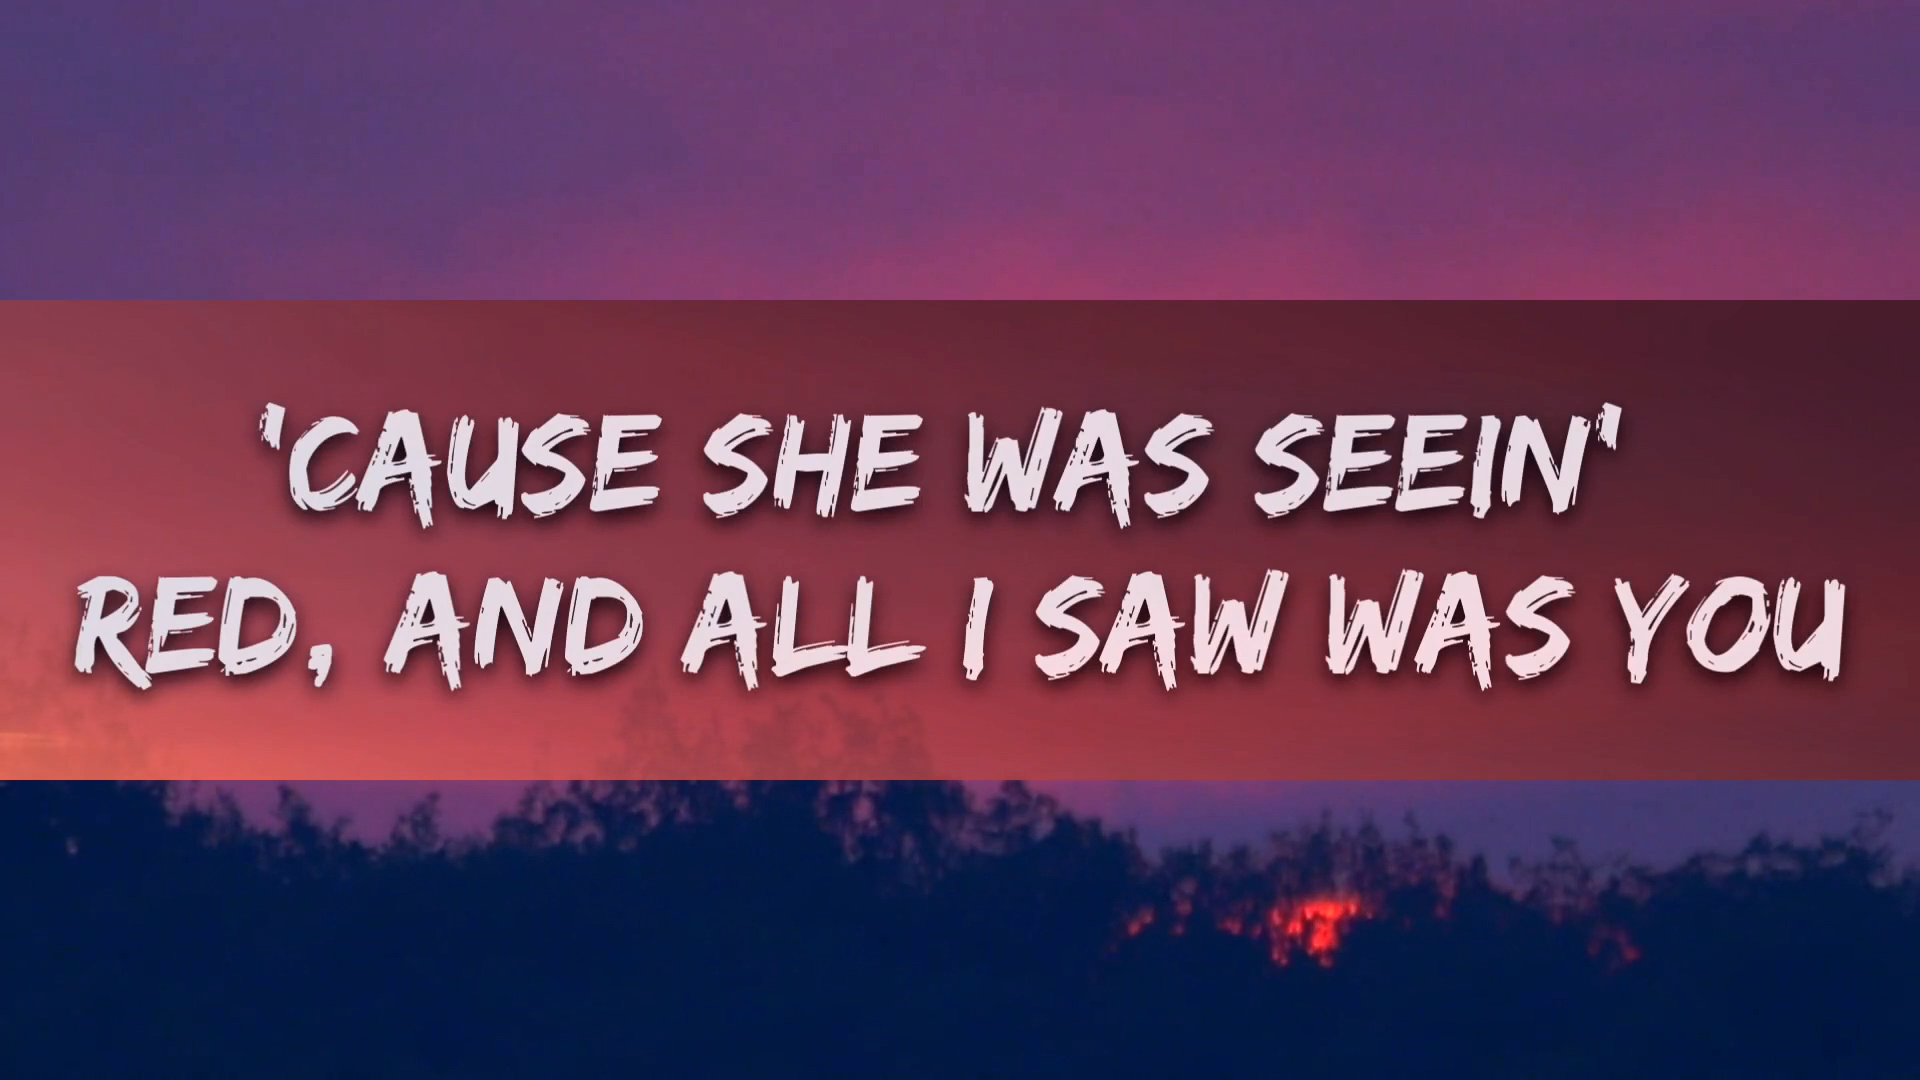 'CAUSE SHE WAS SEEIN'
RED, AND ALL I SAW WAS YOU